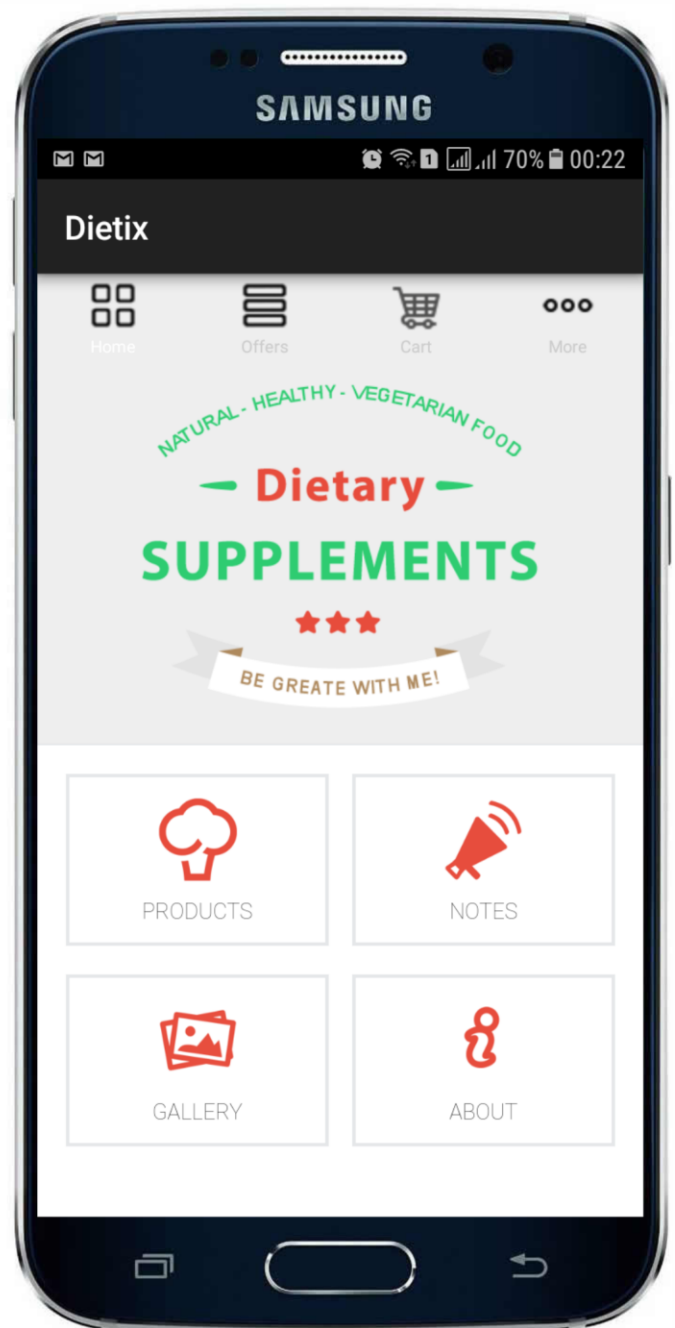 SAMSUNG
1 70% 00:22
Dietix
Home Offers Cart More
NATURAL - HEALTHY - VEGETARIAN FOOD
Dietary
SUPPLEMENTS
BE GREATE WITH ME!
PRODUCTS NOTES
GALLERY ABOUT